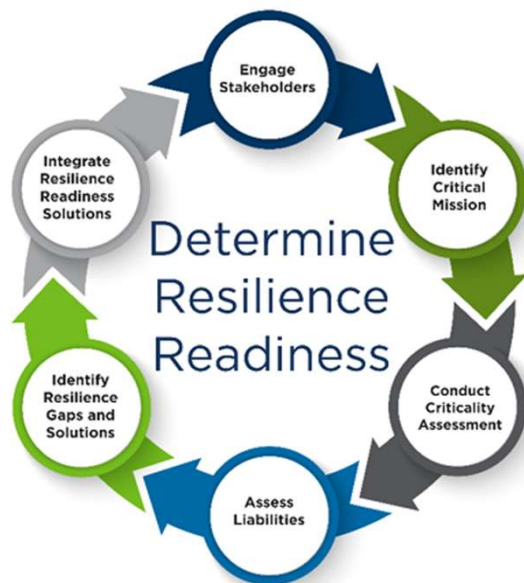 Engage
Stakeholders
Identify
Critical
Mission
Conduct
Criticality
Assessment
Assess
Liabilities
Identify
Resilience
Gaps and
Solutions
Integrate
Resilience
Readiness
Solutions
Determine
Resilience
Readiness